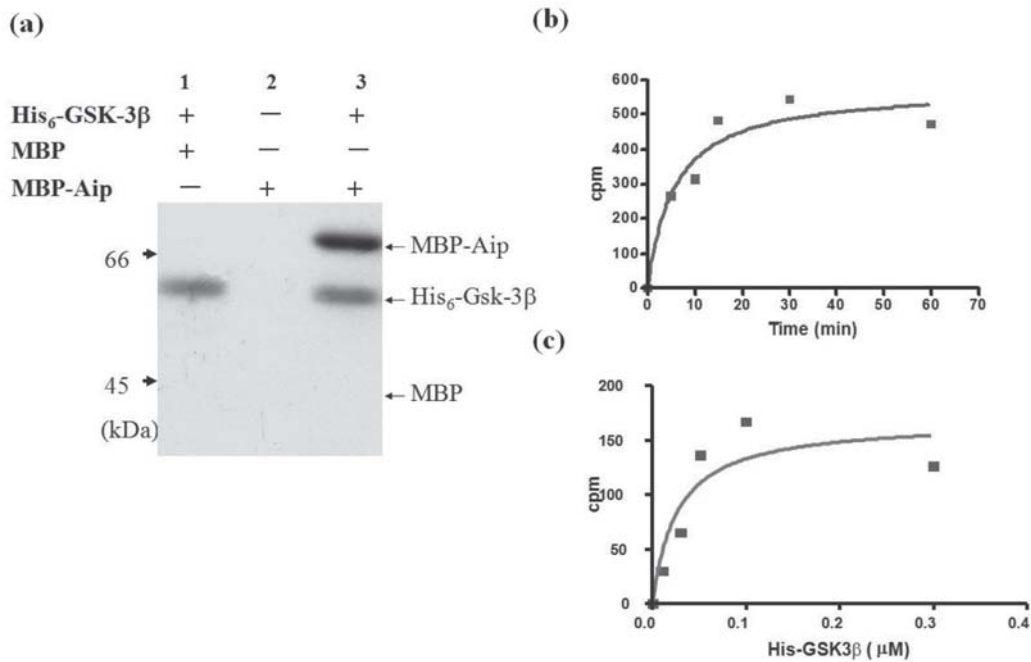 (a)
1 2 3
His₆-GSK-3β + — +
MBP + — —
MBP-Aip — + +
66
45
(kDa)
MBP-Aip
His₆-Gsk-3β
MBP
(b)
600
500
400
300
200
100
0
cpm
0 10 20 30 40 50 60 70
Time (min)
(c)
200
150
100
50
0
cpm
0.0 0.1 0.2 0.3 0.4
His-GSK3β ( μM)